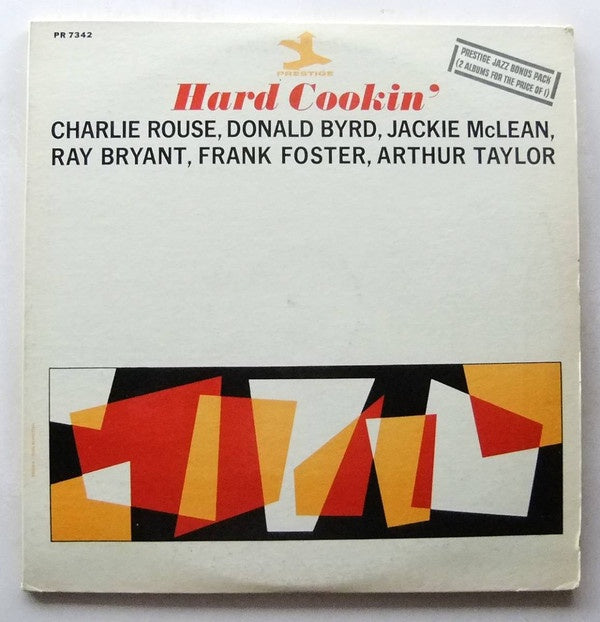 PR 7342
PRESTIGE
PRESTIGE JAZZ BONUS PACK
(2 ALBUMS FOR THE PRICE OF 1)
Hard Cookin'
CHARLIE ROUSE, DONALD BYRD, JACKIE McLEAN,
RAY BRYANT, FRANK FOSTER, ARTHUR TAYLOR